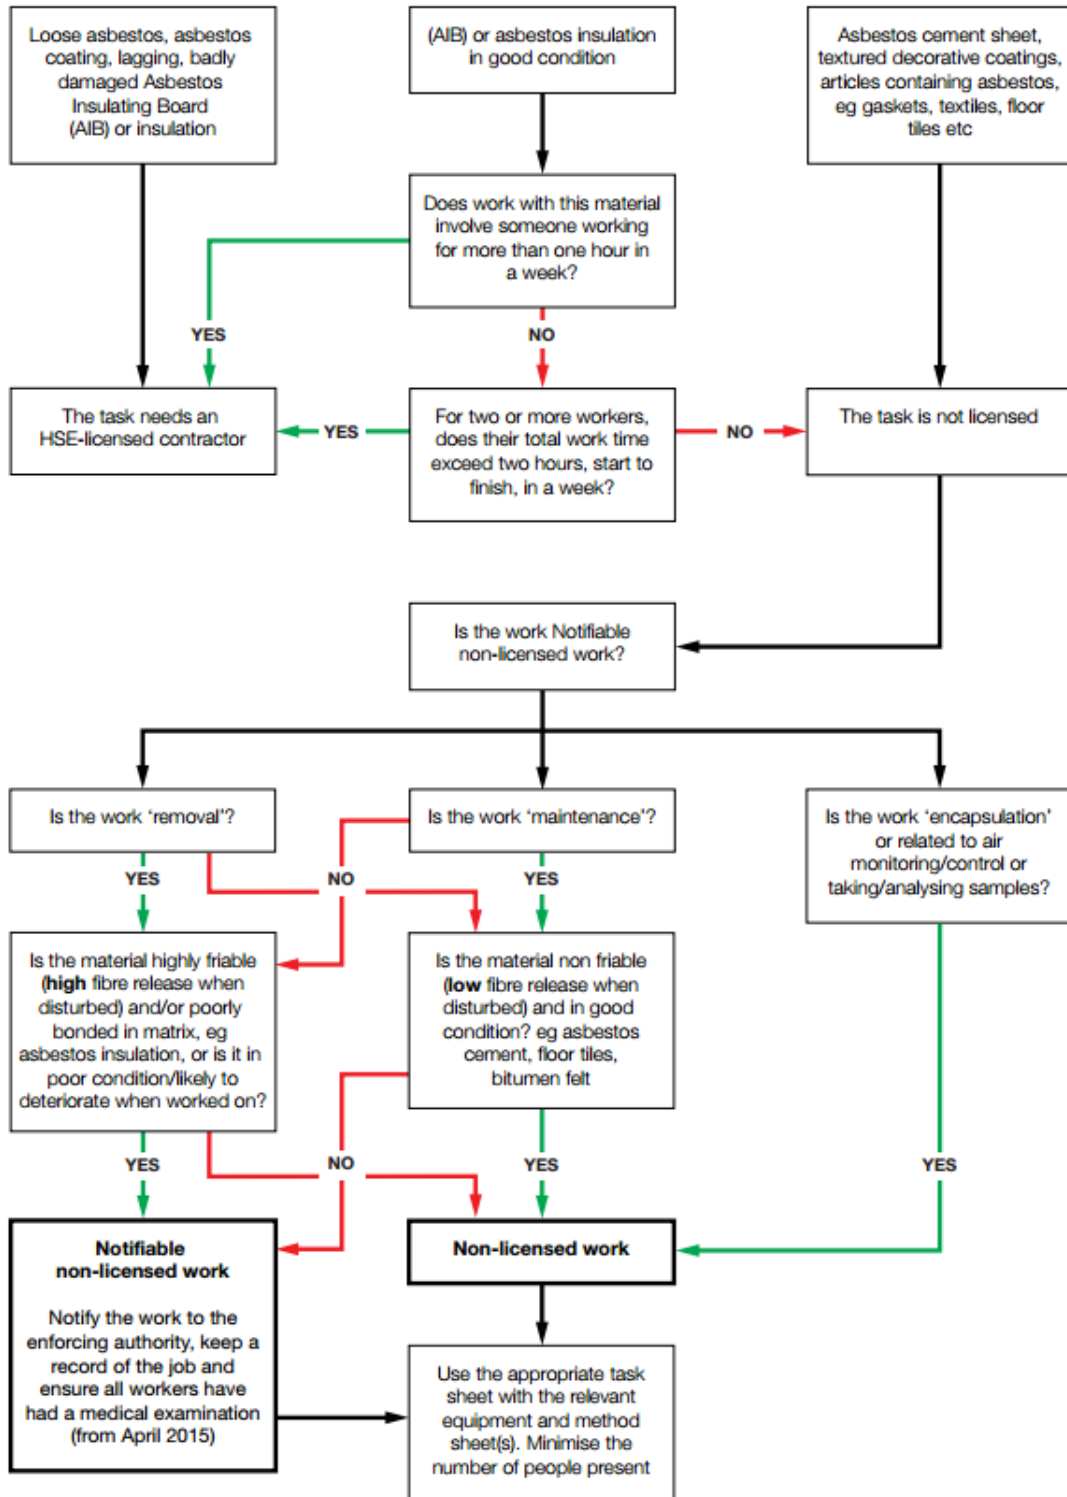 Loose asbestos, asbestos
coating, lagging, badly
damaged Asbestos
Insulating Board
(AIB) or insulation
(AIB) or asbestos insulation
in good condition
Asbestos cement sheet,
textured decorative coatings,
articles containing asbestos,
eg gaskets, textiles, floor
tiles etc
Does work with this material
involve someone working
for more than one hour in
a week?
YES
NO
The task needs an
HSE-licensed contractor
YES
For two or more workers,
does their total work time
exceed two hours, start to
finish, in a week?
NO
The task is not licensed
Is the work Notifiable
non-licensed work?
Is the work ‘removal’?
Is the work ‘maintenance’?
Is the work ‘encapsulation’
or related to air
monitoring/control or
taking/analysing samples?
YES
NO
YES
Is the material highly friable
(high fibre release when
disturbed) and/or poorly
bonded in matrix, eg
asbestos insulation, or is it in
poor condition/likely to
deteriorate when worked on?
Is the material non friable
(low fibre release when
disturbed) and in good
condition? eg asbestos
cement, floor tiles,
bitumen felt
YES
NO
YES
YES
Notifiable
non-licensed work
Notify the work to the
enforcing authority, keep a
record of the job and
ensure all workers have
had a medical examination
(from April 2015)
Non-licensed work
Use the appropriate task
sheet with the relevant
equipment and method
sheet(s). Minimise the
number of people present